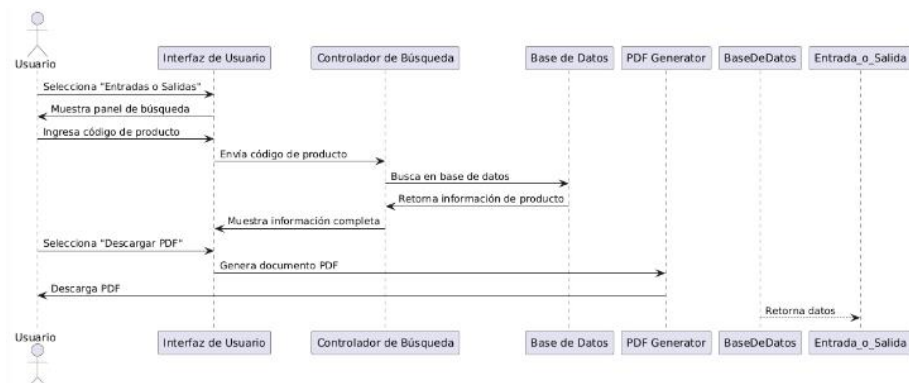 Usuario
Interfaz de Usuario
Controlador de Búsqueda
Base de Datos
PDF Generator
BaseDeDatos
Entrada_o_Salida
Selecciona "Entradas o Salidas"
Muestra panel de búsqueda
Ingresa código de producto
Envía código de producto
Busca en base de datos
Retorna información de producto
Muestra información completa
Selecciona "Descargar PDF"
Genera documento PDF
Descarga PDF
Retorna datos
Usuario
Interfaz de Usuario
Controlador de Búsqueda
Base de Datos
PDF Generator
BaseDeDatos
Entrada_o_Salida